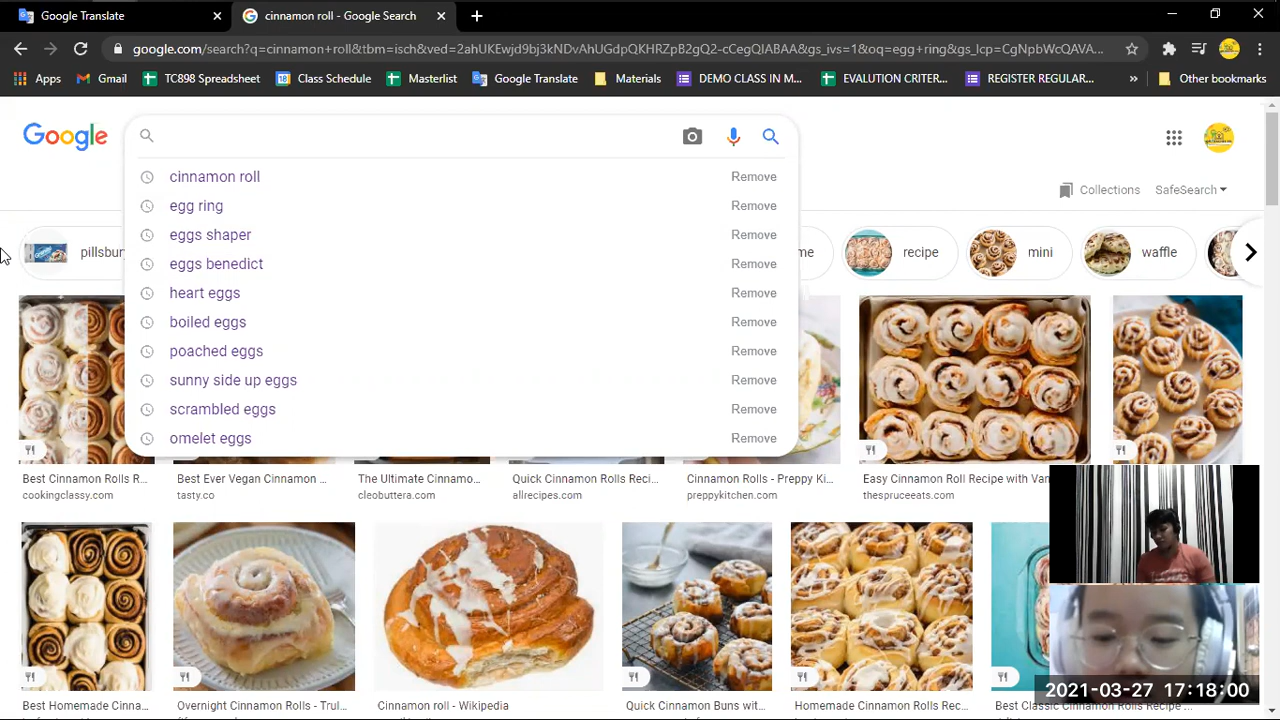 Google Translate
cinnamon roll - Google Search
google.com/search?q=cinnamon+roll&tbm=isch&ved=2ahUKEwjd9bj3kNDvAhUGdpQKHRZpB2gQ2-cCegQIABAA&gs_ivs=1&oq=egg+ring&gs_lcp=CgNpbWcQAVA...
Apps Gmail TC898 Spreadsheet Class Schedule Masterlist Google Translate Materials DEMO CLASS IN M... EVALUTION CRITER... REGISTER REGULAR... » Other bookmarks
Google
cinnamon roll Remove
Collections SafeSearch
egg ring Remove
eggs shaper Remove
pillsbur me recipe mini waffle
eggs benedict Remove
heart eggs Remove
boiled eggs Remove
poached eggs Remove
sunny side up eggs Remove
scrambled eggs Remove
omelet eggs Remove
Best Cinnamon Rolls R... Best Ever Vegan Cinnamon ... The Ultimate Cinnamo... Quick Cinnamon Rolls Reci... Cinnamon Rolls - Preppy Ki... Easy Cinnamon Roll Recipe with Van
cookingclassy.com tasty.co cleobuttera.com allrecipes.com preppykitchen.com thespruceeats.com
Best Homemade Cinna... Overnight Cinnamon Rolls - Trul... Cinnamon roll - Wikipedia Quick Cinnamon Buns wit... Homemade Cinnamon Rolls Rec... Best Classic Cinnamon Rolls Recipe ...
2021-03-27 17:18:00